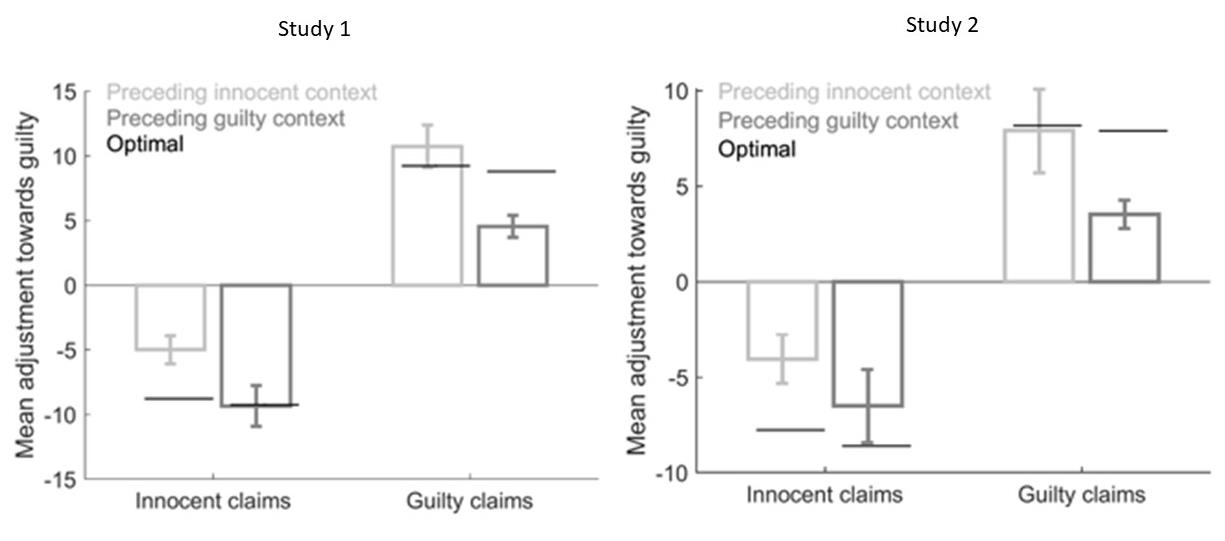 Study 1
Mean adjustment towards guilty
15
10
5
0
-5
-10
-15
Preceding innocent context
Preceding guilty context
Optimal
Innocent claims
Guilty claims
Study 2
Mean adjustment towards guilty
10
5
0
-5
-10
Preceding innocent context
Preceding guilty context
Optimal
Innocent claims
Guilty claims